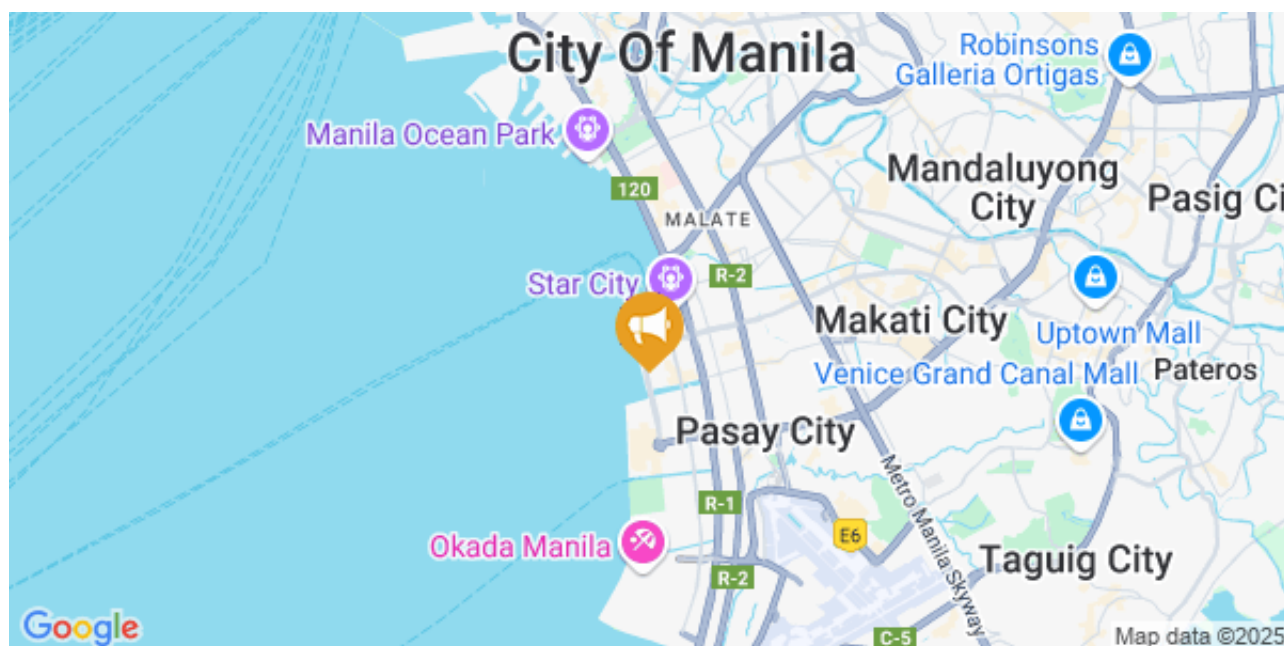 City Of Manila
Robinsons
Galleria Ortigas
Manila Ocean Park
120
MALATE
Mandaluyong
City
Pasig Ci
Star City
R-2
Makati City
Uptown Mall
Venice Grand Canal Mall
Pateros
Pasay City
Metro Manila Skyway
R-1
E6
Okada Manila
Taguig City
R-2
C-5
Google
Map data ©2025